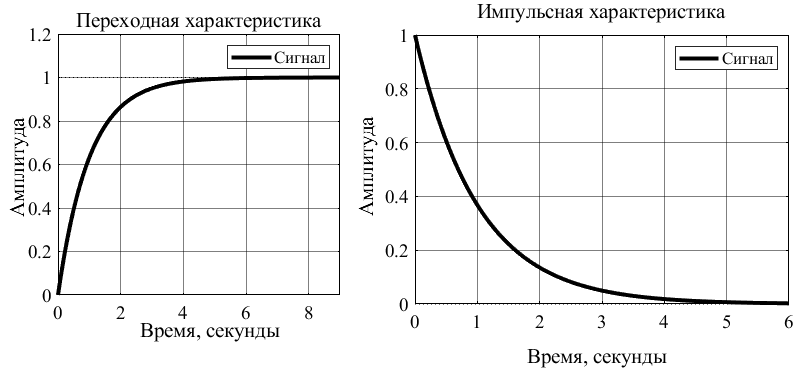 Переходная характеристика
1.2
1
0.8
0.6
0.4
0.2
0
Амплитуда
Сигнал
0 2 4 6 8
Время, секунды
Импульсная характеристика
1
0.8
0.6
0.4
0.2
0
Амплитуда
Сигнал
0 1 2 3 4 5 6
Время, секунды